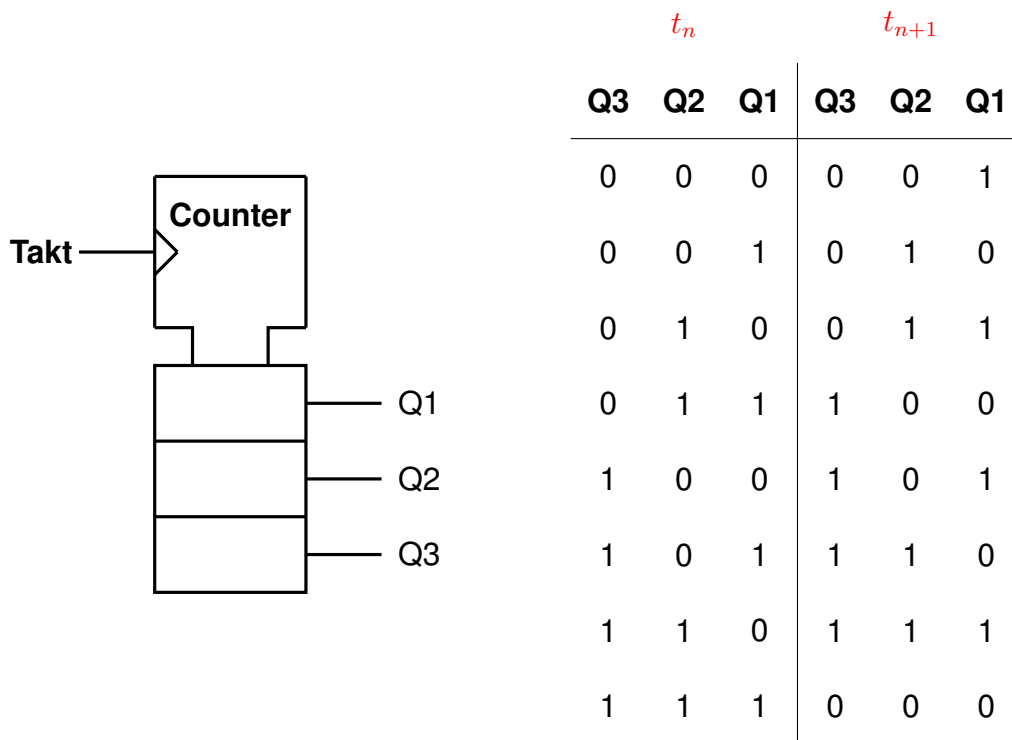 t_n t_{n+1}
Q3 Q2 Q1 Q3 Q2 Q1
0 0 0 0 0 1
0 0 1 0 1 0
0 1 0 0 1 1
0 1 1 1 0 0
1 0 0 1 0 1
1 0 1 1 1 0
1 1 0 1 1 1
1 1 1 0 0 0
Counter
Takt
Q1
Q2
Q3